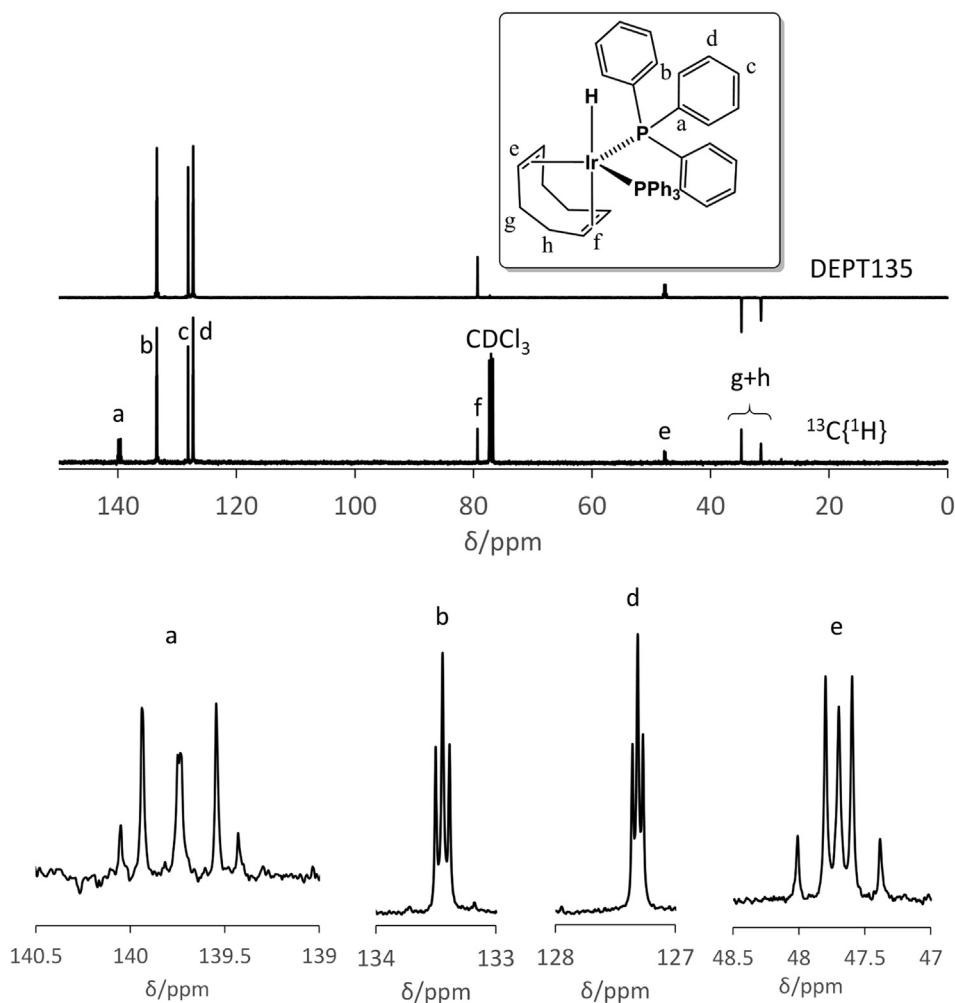 d
b
c
H
a
P
e
Ir
PPh3
g
h
f
DEPT135
b
c
d
CDCl3
g+h
a
f
e
13C{1H}
140 120 100 80 60 40 20 0
δ/ppm
a
b
d
e
140.5 140 139.5 139
134 133
128 127
48.5 48 47.5 47
δ/ppm
δ/ppm
δ/ppm
δ/ppm